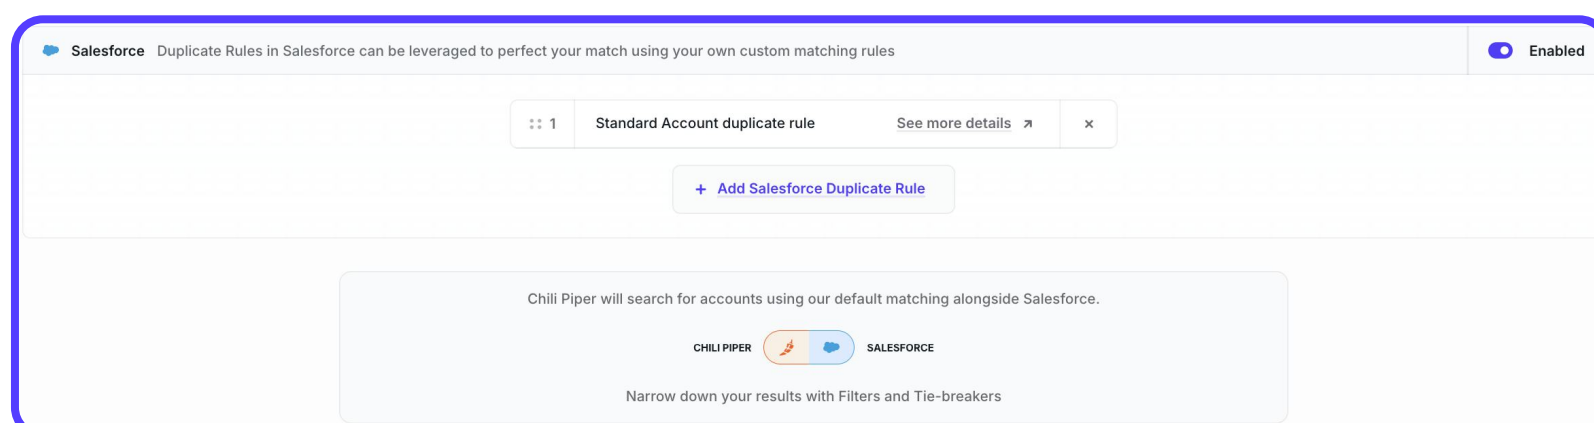 Salesforce Duplicate Rules in Salesforce can be leveraged to perfect your match using your own custom matching rules Enabled
1 Standard Account duplicate rule See more details
+ Add Salesforce Duplicate Rule
Chili Piper will search for accounts using our default matching alongside Salesforce.
CHILI PIPER SALESFORCE
Narrow down your results with Filters and Tie-breakers